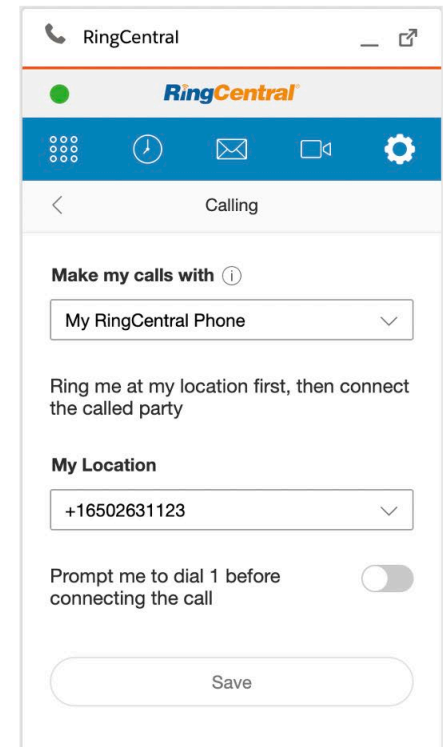 RingCentral
RingCentral
Calling
Make my calls with
My RingCentral Phone
Ring me at my location first, then connect
the called party
My Location
+16502631123
Prompt me to dial 1 before
connecting the call
Save